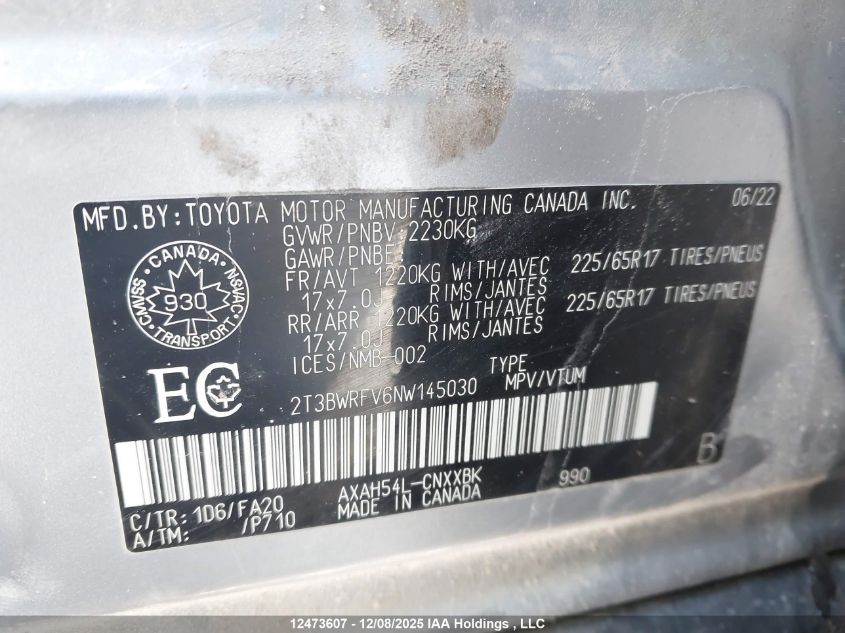 MFD.BY:TOYOTA MOTOR MANUFACTURING CANADA INC. 06/22
GVWR/PNBV 2230KG
GAWR/PNBE
FR/AVT 1220KG WITH/AVEC 225/65R17 TIRES/PNEUS
17x7.0J RIMS/JANTES
RR/ARR 1220KG WITH/AVEC 225/65R17 TIRES/PNEUS
17x7.0J RIMS/JANTES
ICES/NMB-002
CANADA
930
CMVSS NSVAC
TRANSPORT
EC
TYPE
2T3BWRFV6NW145030 MPV/VTUM
B
C/TR: 1D6/FA20 AXAH54L-CNXXBK 990
A/TM: /P710 MADE IN CANADA
12473607 - 12/08/2025 IAA Holdings , LLC